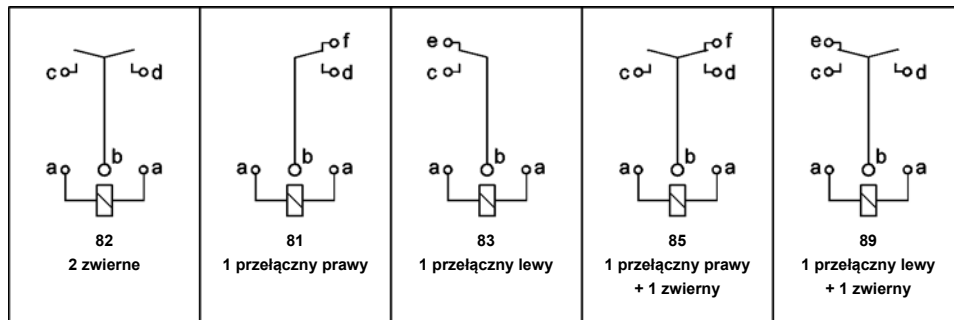 c d
b
a a
82
2 zwierne
f
d
b
a a
81
1 przełączny prawy
e
c
b
a a
83
1 przełączny lewy
f
c d
b
a a
85
1 przełączny prawy
+ 1 zwierny
e
c d
b
a a
89
1 przełączny lewy
+ 1 zwierny